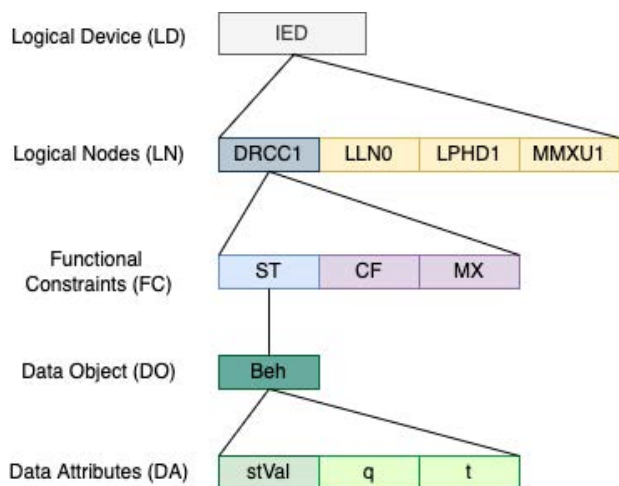 Logical Device (LD)
IED
Logical Nodes (LN)
DRCC1 LLN0 LPHD1 MMXU1
Functional
Constraints (FC)
ST CF MX
Data Object (DO)
Beh
Data Attributes (DA)
stVal q t